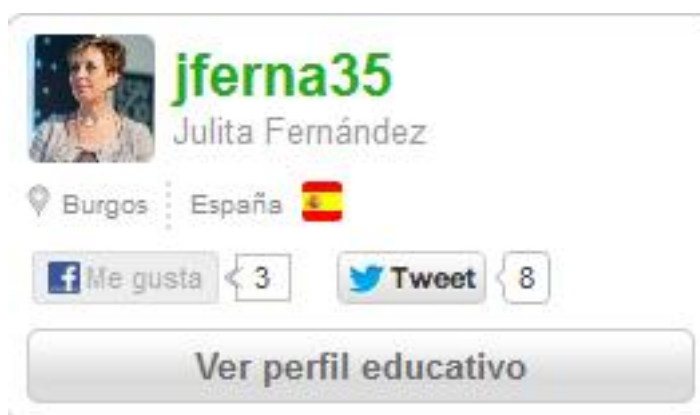 jferna35
Julita Fernández
Burgos España
Me gusta 3 Tweet 8
Ver perfil educativo